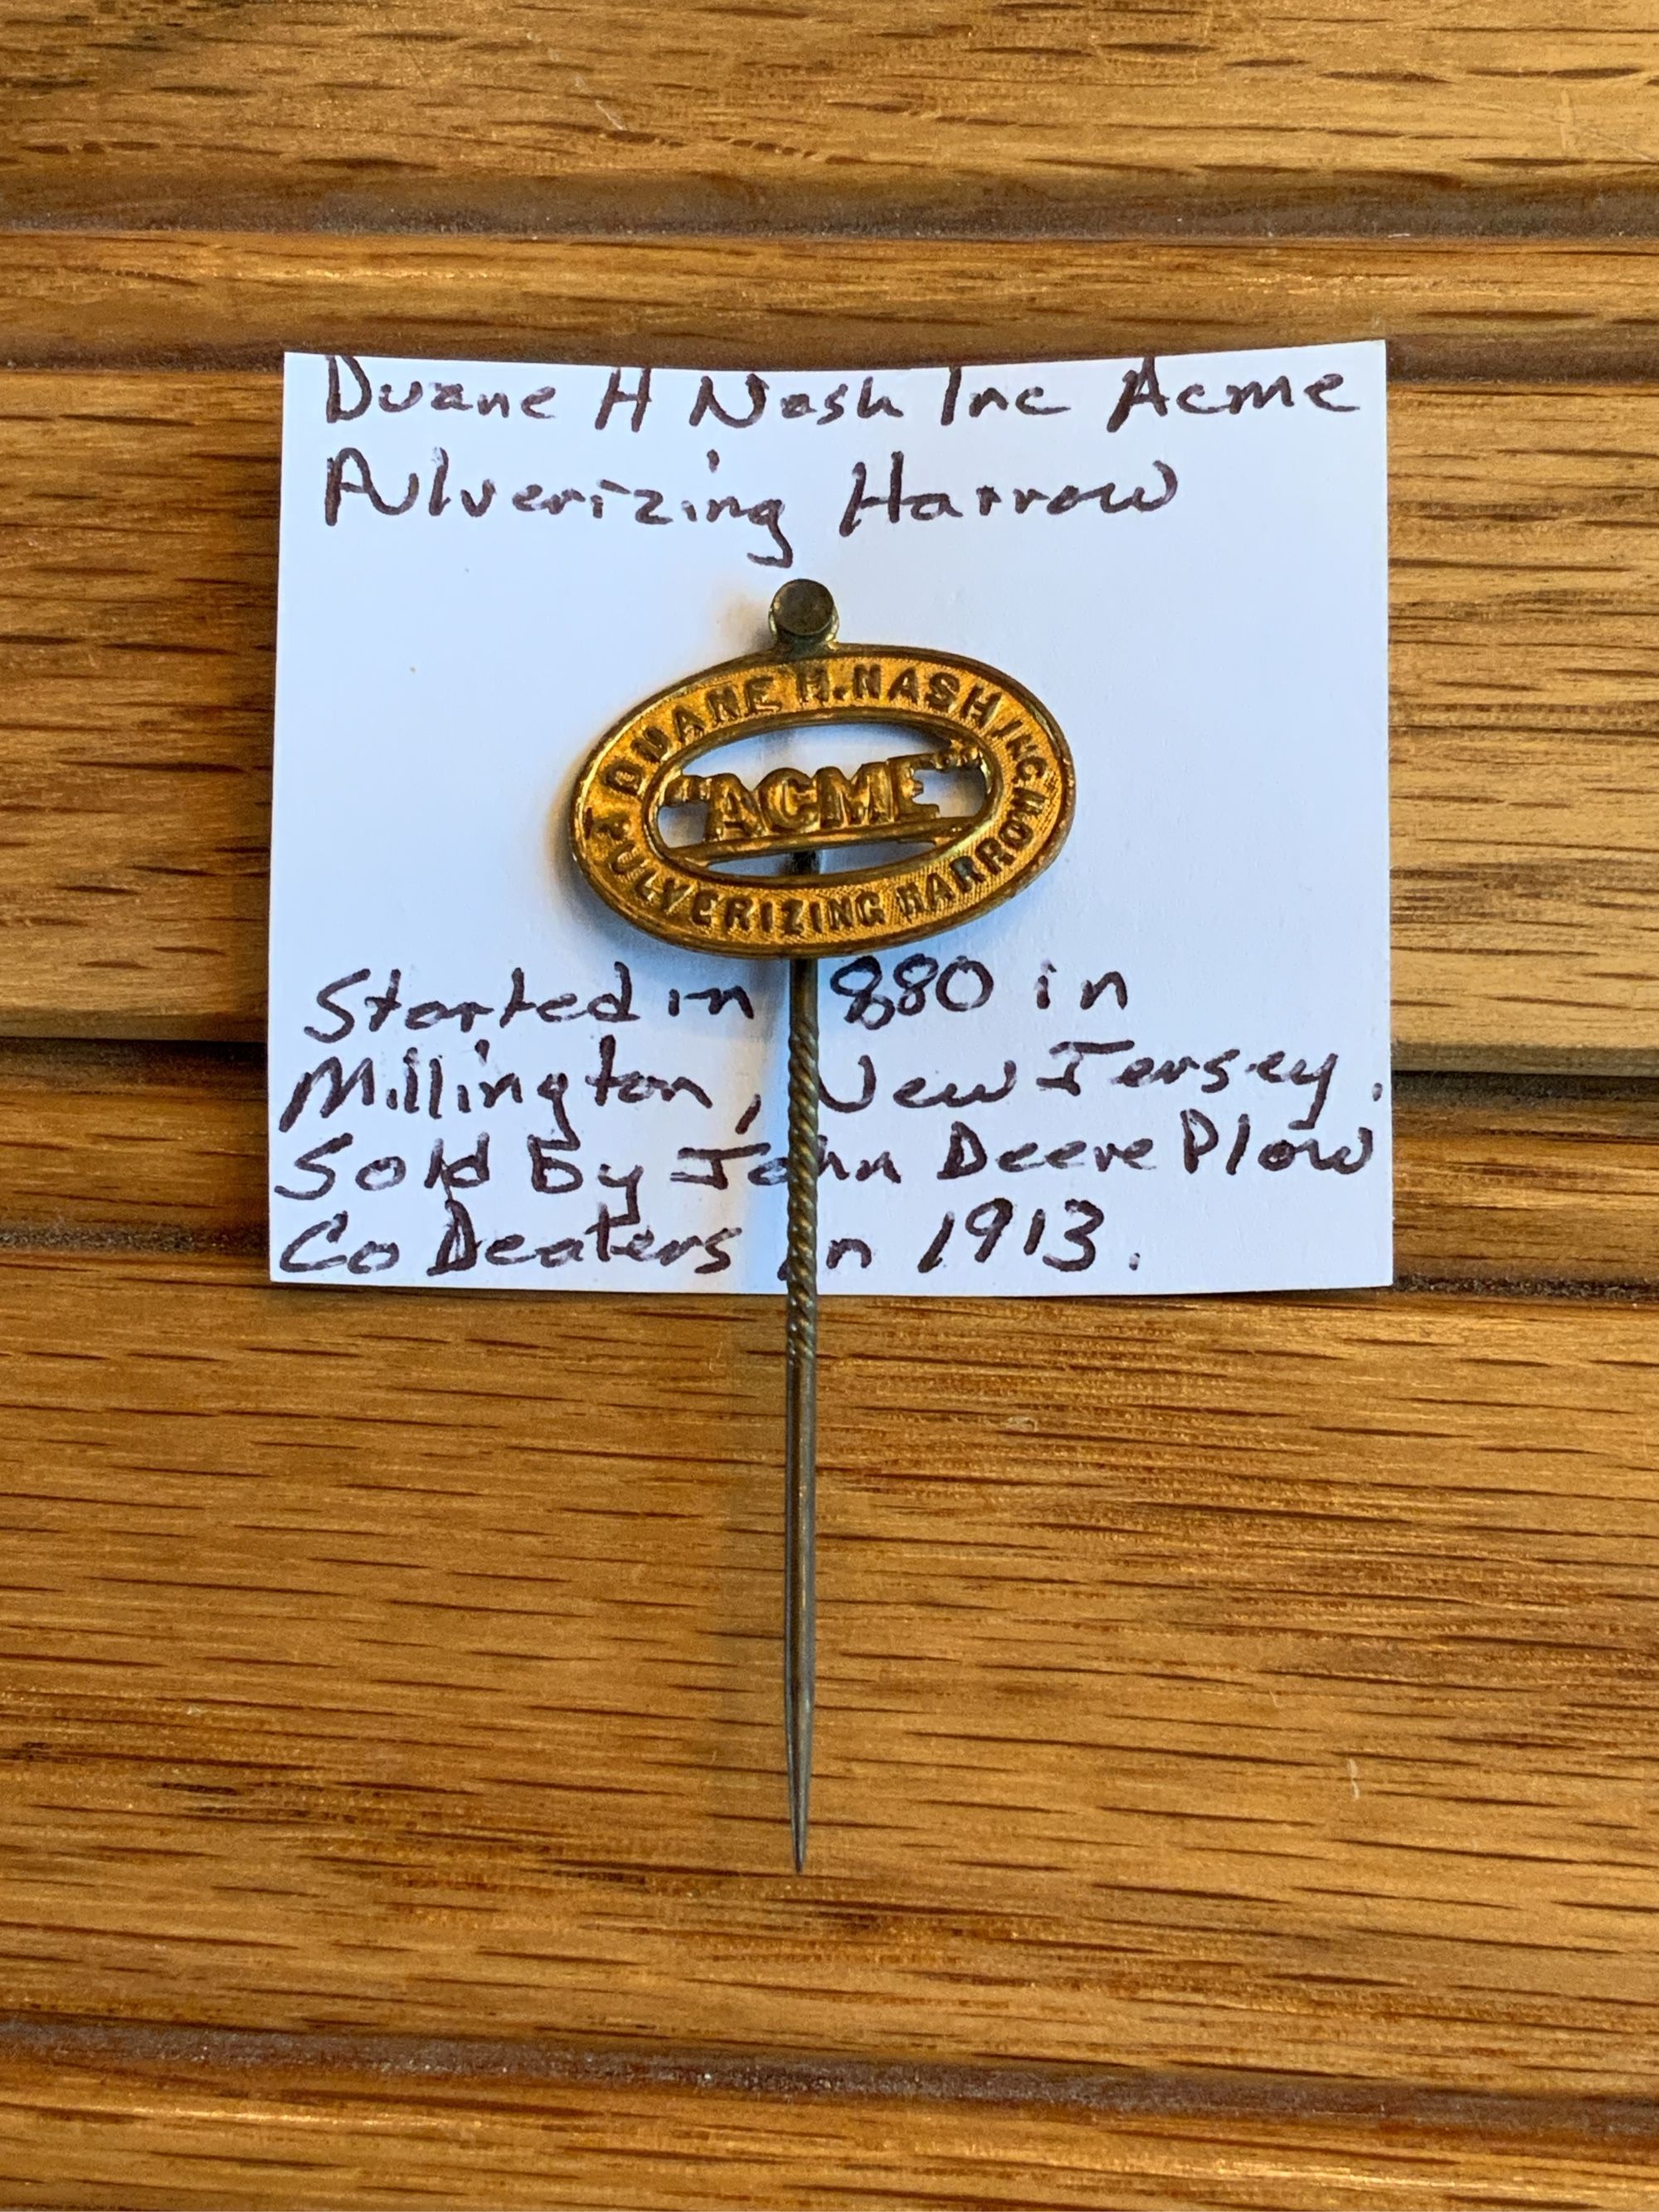 Duane H Nash Inc Acme
Pulverizing Harrow
DUANE H. NASH INC.
"ACME"
PULVERIZING HARROW
Started in 880 in
Millington, New Jersey.
Sold By John Deere Plow
Co Dealers in 1913.